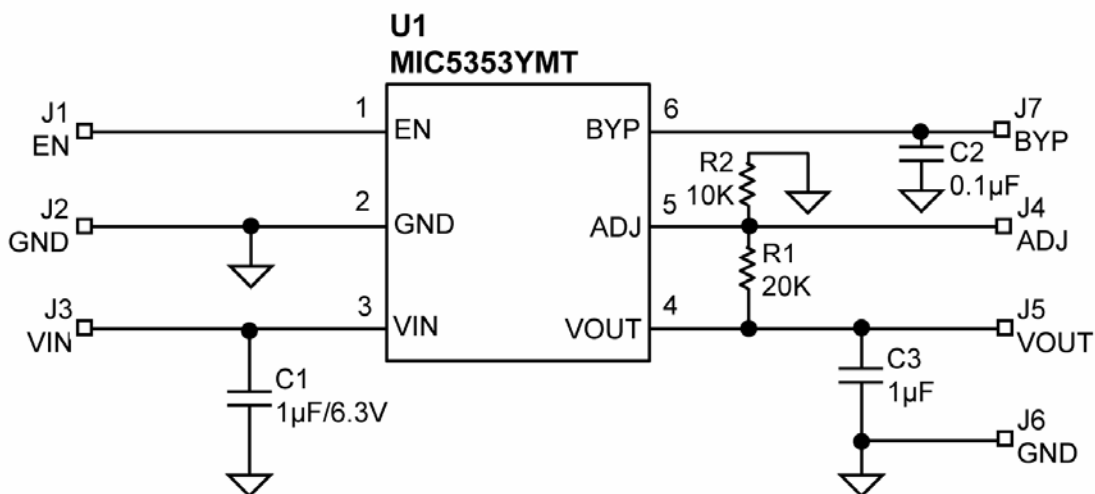 U1
MIC5353YMT
J1
EN
1
EN
BYP
6
J7
BYP
C2
0.1µF
R2
10K
J2
GND
2
GND
ADJ
5
J4
ADJ
R1
20K
J3
VIN
3
VIN
VOUT
4
J5
VOUT
C1
1µF/6.3V
C3
1µF
J6
GND